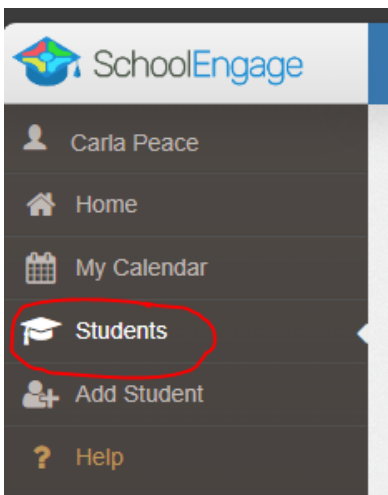 SchoolEngage
Carla Peace
Home
My Calendar
Students
Add Student
? Help